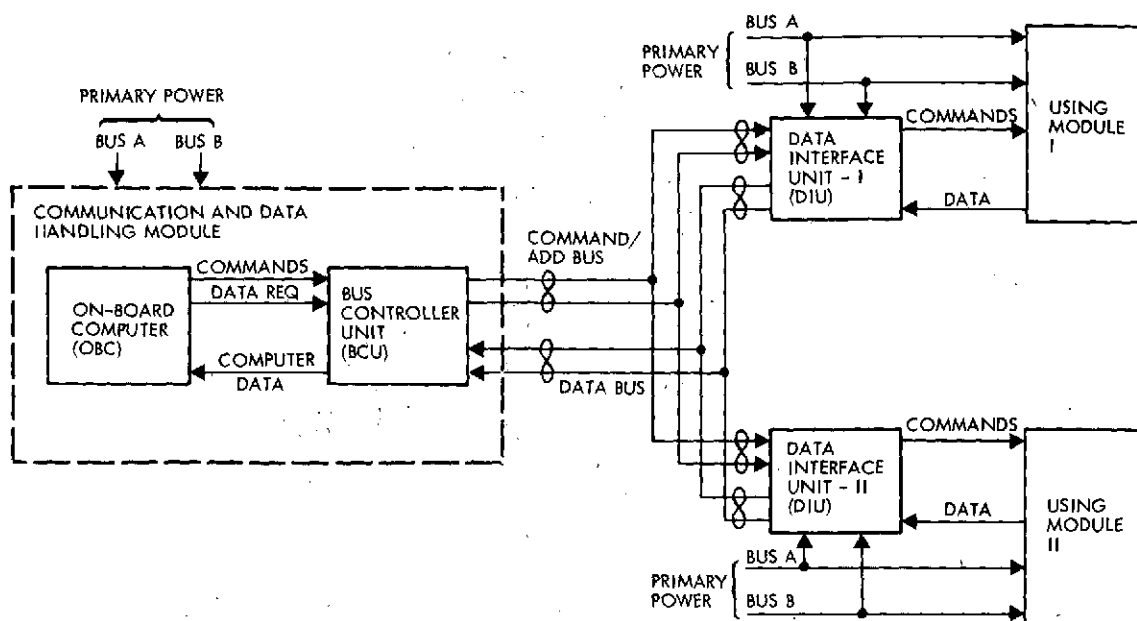 PRIMARY POWER
BUS A
BUS B
COMMUNICATION AND DATA
HANDLING MODULE
ON-BOARD
COMPUTER
(OBC)
COMMANDS
DATA REQ
COMPUTER
DATA
BUS
CONTROLLER
UNIT
(BCU)
COMMAND/
ADD BUS
DATA BUS
PRIMARY
POWER
BUS A
BUS B
DATA
INTERFACE
UNIT - I
(DIU)
COMMANDS
DATA
USING
MODULE
I
DATA
INTERFACE
UNIT - II
(DIU)
COMMANDS
DATA
USING
MODULE
II
PRIMARY
POWER
BUS A
BUS B